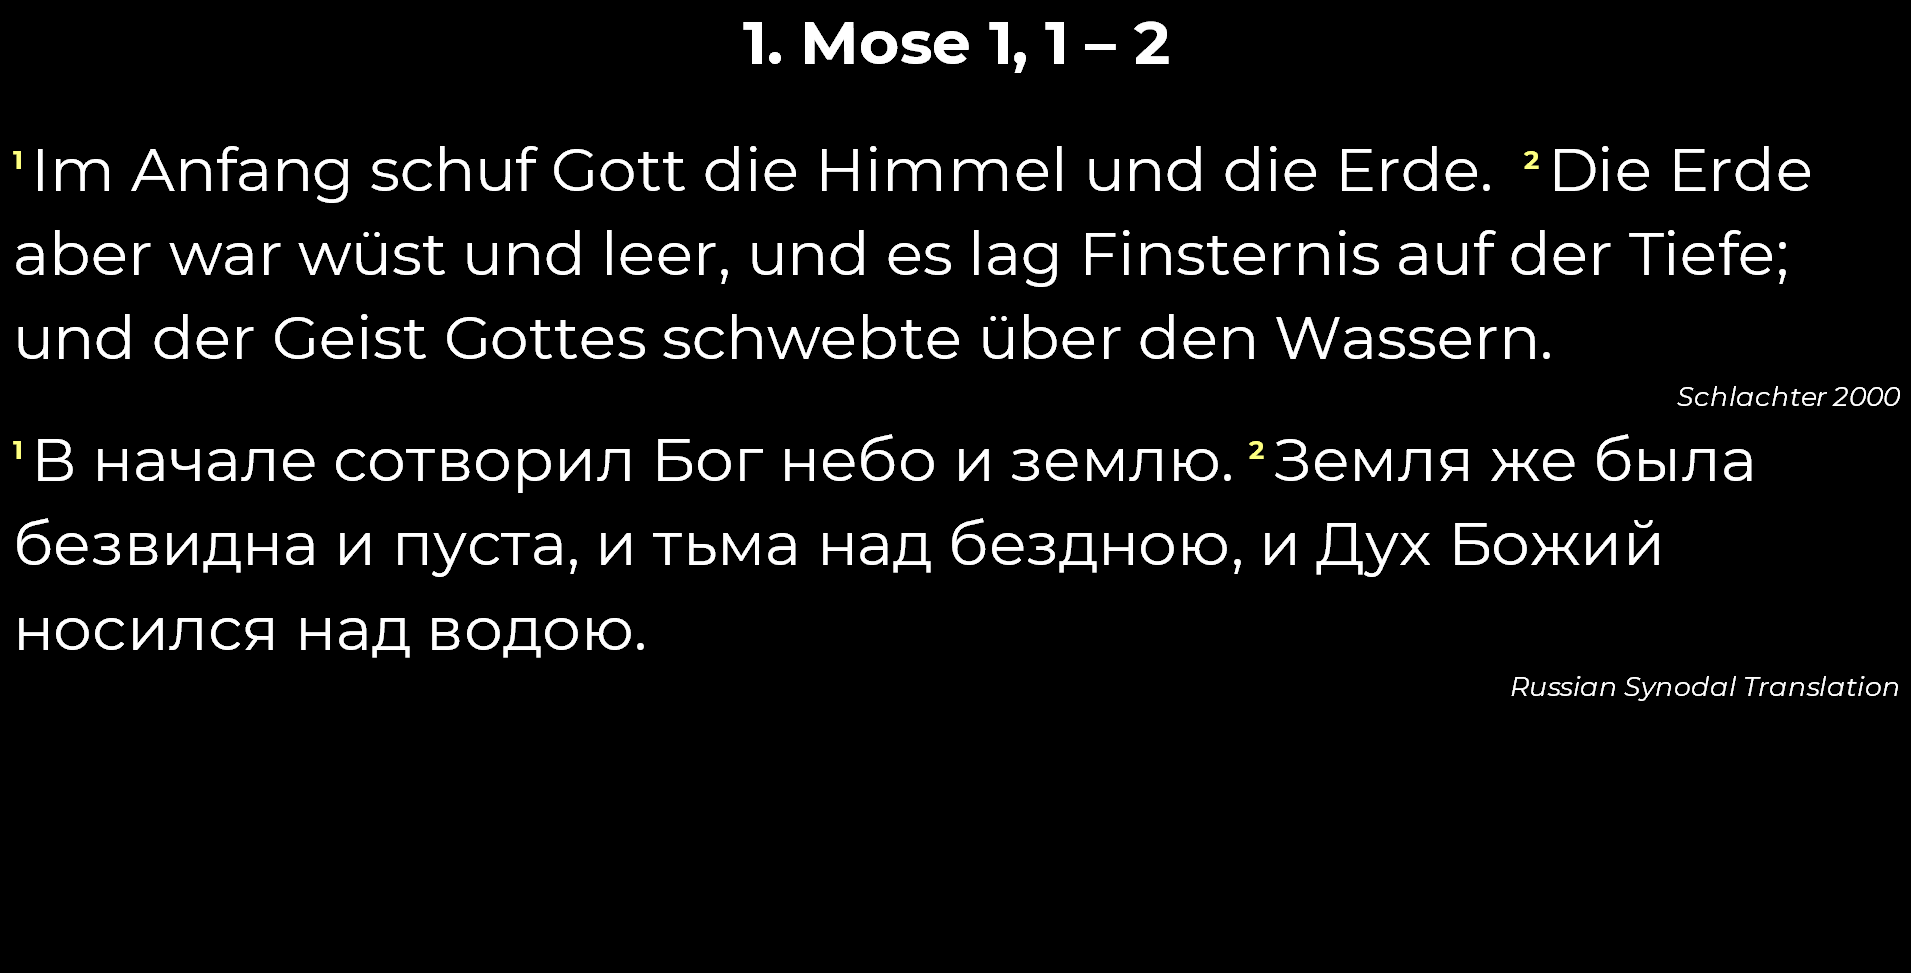 1. Mose 1, 1 – 2
¹ Im Anfang schuf Gott die Himmel und die Erde. ² Die Erde
aber war wüst und leer, und es lag Finsternis auf der Tiefe;
und der Geist Gottes schwebte über den Wassern.
Schlachter 2000
¹ В начале сотворил Бог небо и землю. ² Земля же была
безвидна и пуста, и тьма над бездною, и Дух Божий
носился над водою.
Russian Synodal Translation